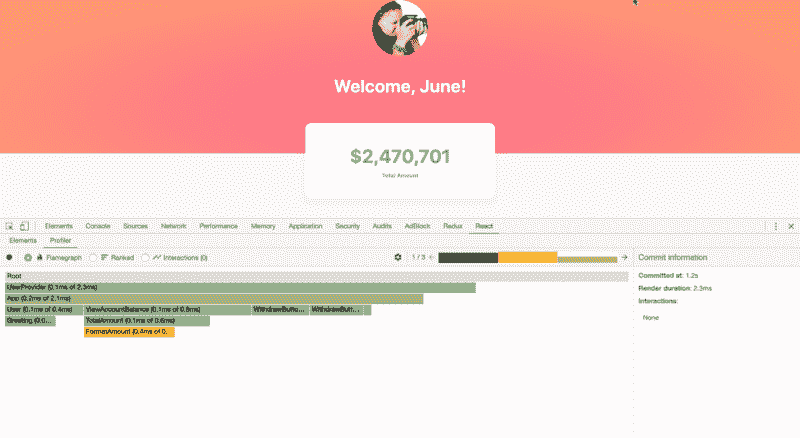 Welcome, June!
$2,470,701
Total Amount
Elements Console Sources Network Performance Memory Application Security Audits AdBlock Redux React
Elements Profiler
Flamegraph Ranked Interactions (0) 1 / 3 Commit information
Root
Committed at: 1.2s
UserProvider (0.1ms of 2.3ms)
Render duration: 2.3ms
App (0.2ms of 2.1ms)
Interactions:
User (0.1ms of 0.4ms) ViewAccountBalance (0.1ms of 0.8ms) WithdrawButto... WithdrawButt...
None
Greeting (0.0... TotalAmount (0.1ms of 0.6ms)
FormatAmount (0.4ms of 0.